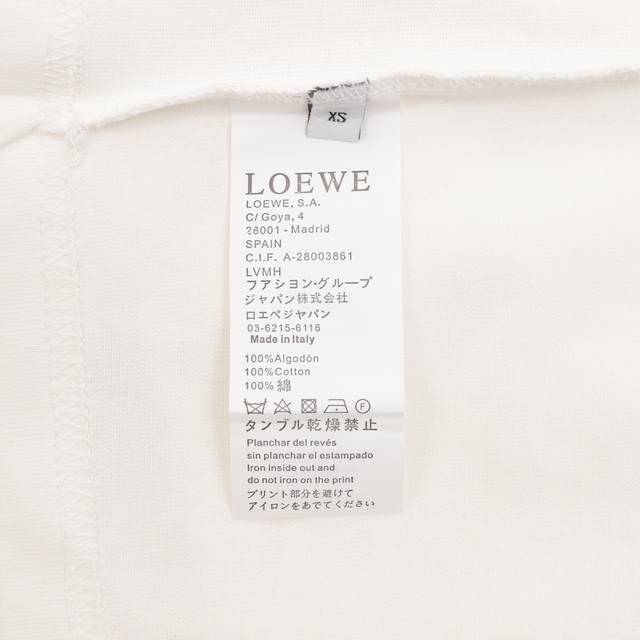 XS
LOEWE
LOEWE, S.A.
C/ Goya, 4
28001 - Madrid
SPAIN
C.I.F. A-28003861
LVMH
ファション・グループ
ジャパン株式会社
ロエベジャパン
03-6215-6116
Made in Italy
100%Algodón
100%Cotton
100% 綿
F
タンブル乾燥禁止
Planchar del revés
sin planchar el estampado
Iron inside out and
do not iron on the print
プリント部分を避けて
アイロンをあでてください